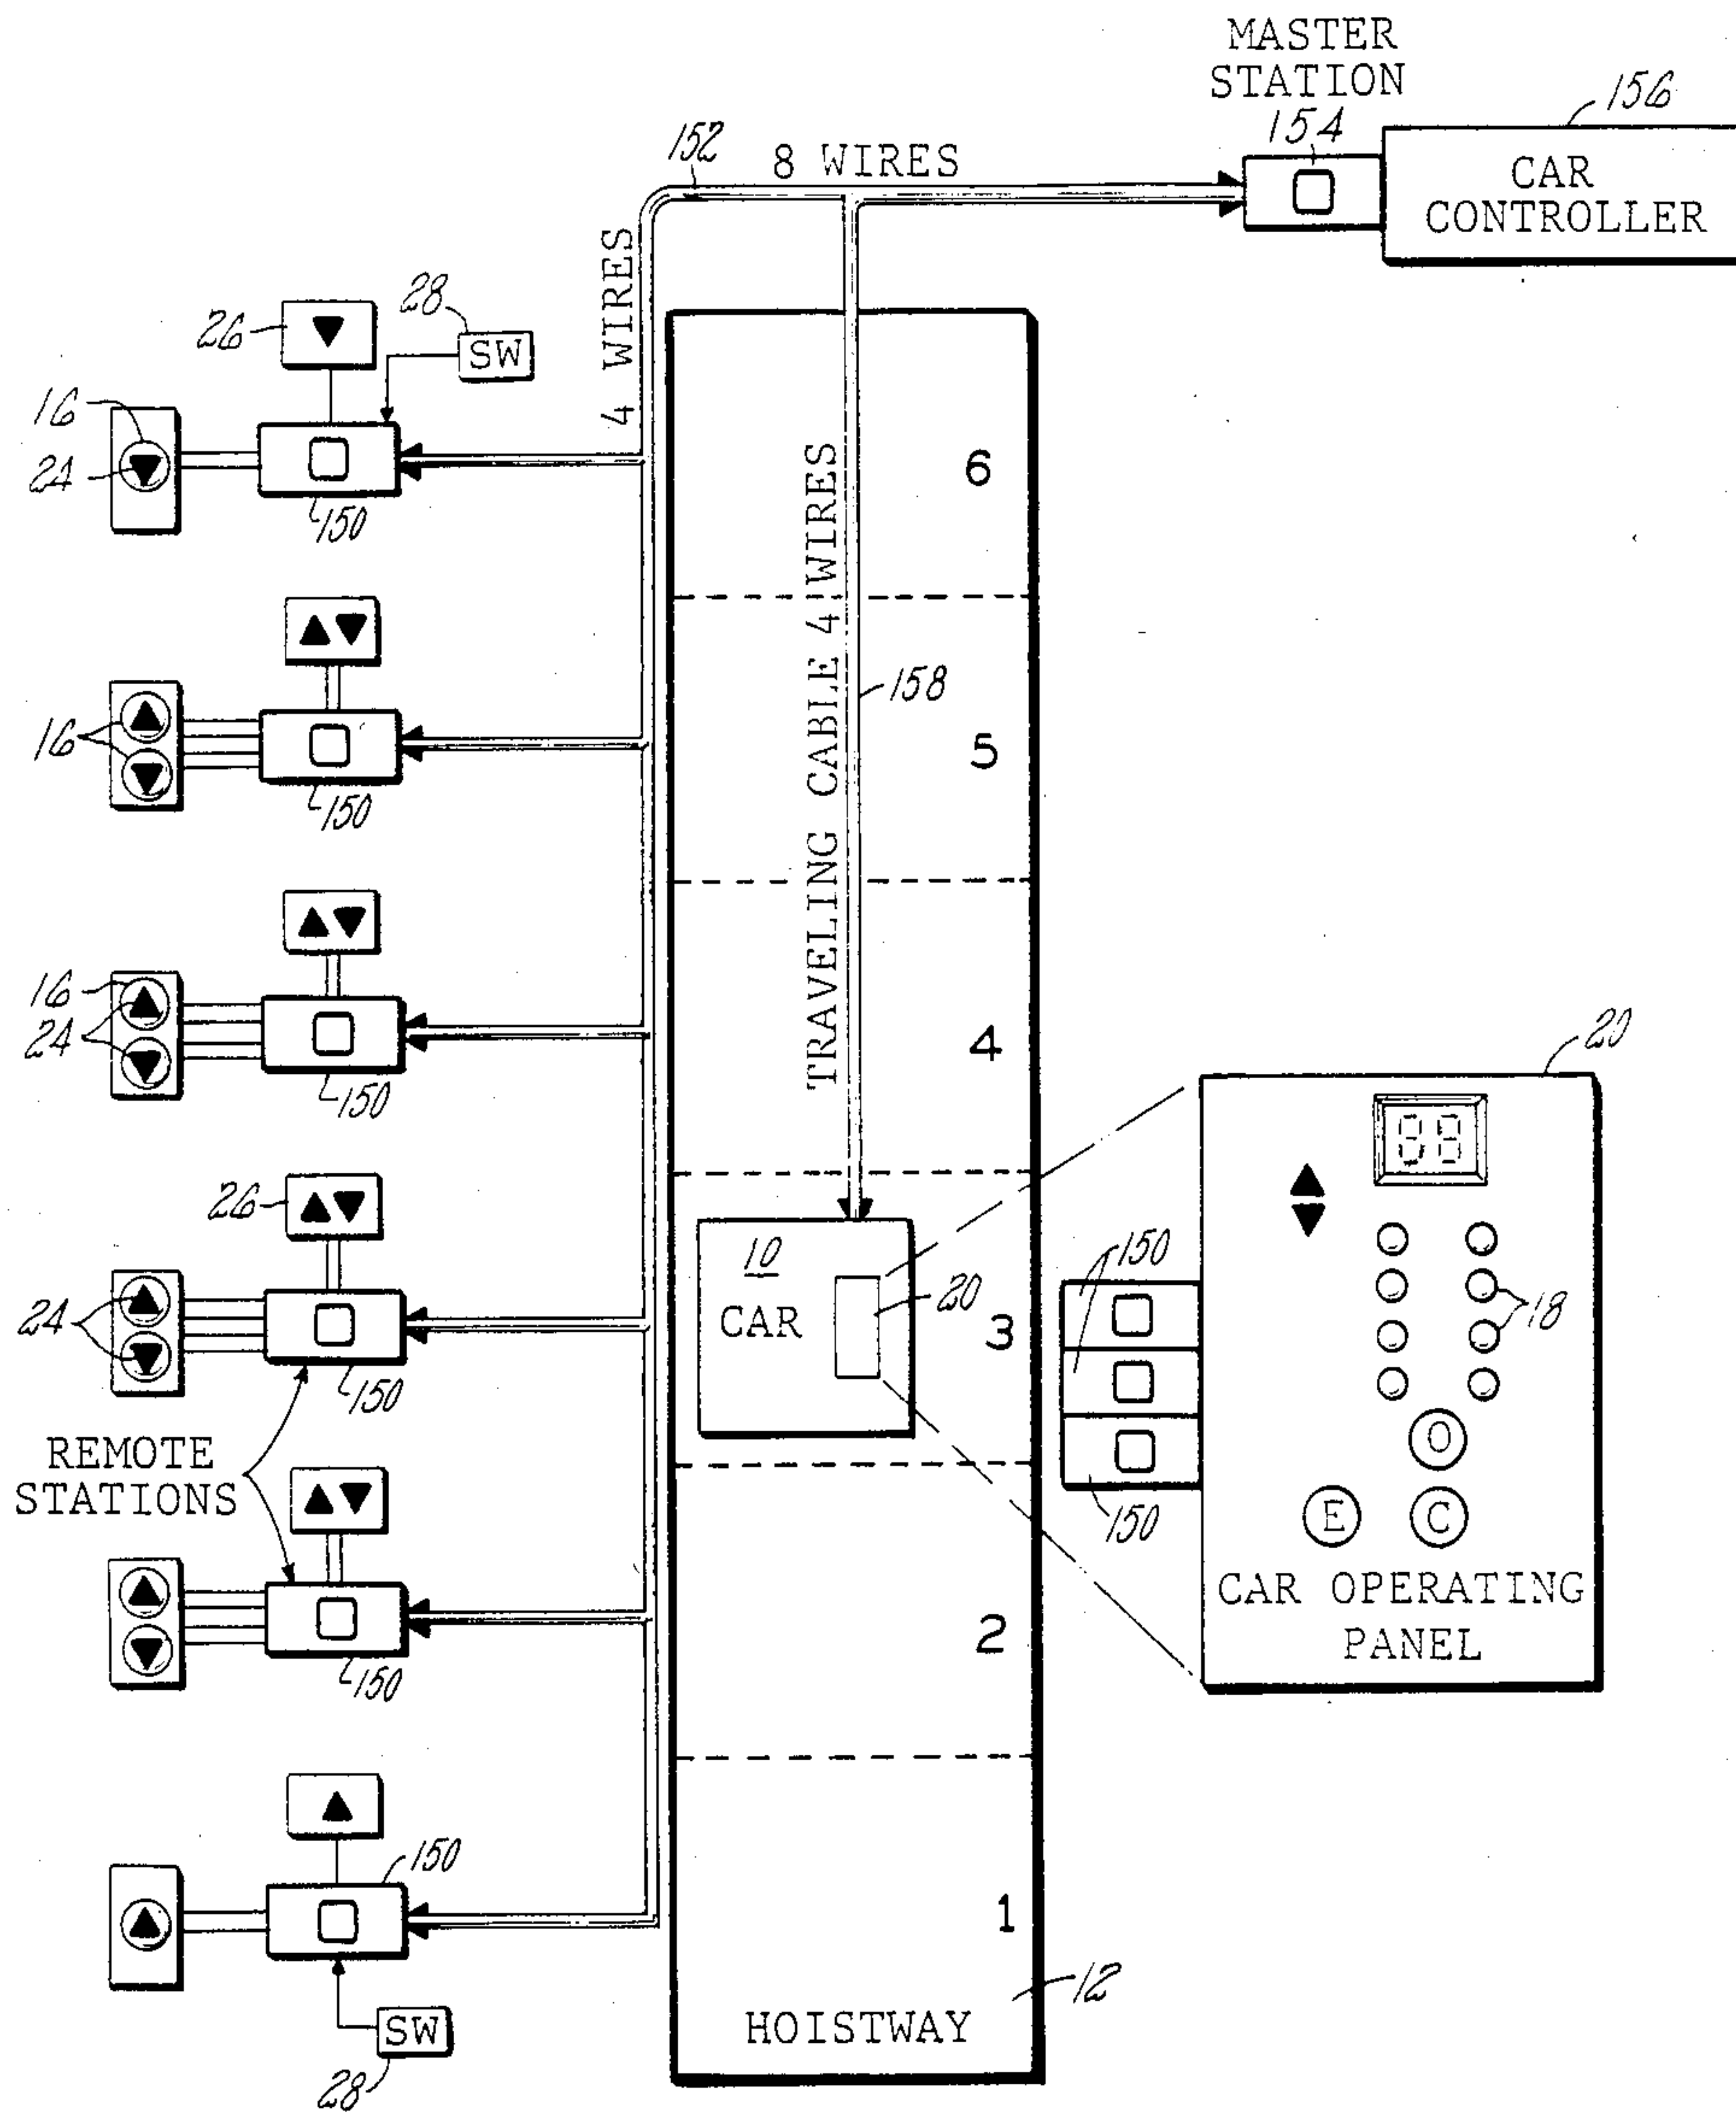 MASTER
STATION
154
156
CAR
CONTROLLER
152
8 WIRES
4 WIRES
26
28
SW
16
24
150
6
TRAVELING CABLE 4 WIRES
158
16
150
5
16
24
150
4
26
24
150
10
CAR
20
3
REMOTE
STATIONS
150
2
150
1
SW
28
HOISTWAY
12
20
88
150
18
150
O
E
C
CAR OPERATING
PANEL